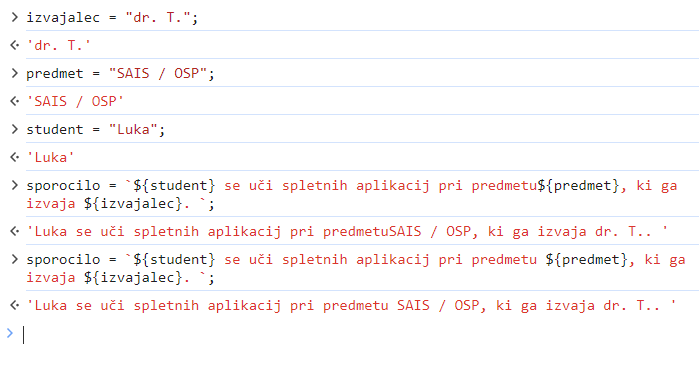 > izvajalec = "dr. T.";
<· 'dr. T.'
> predmet = "SAIS / OSP";
<· 'SAIS / OSP'
> student = "Luka";
<· 'Luka'
> sporocilo = `${student} se uči spletnih aplikacij pri predmetu${predmet}, ki ga
izvaja ${izvajalec}. `;
<· 'Luka se uči spletnih aplikacij pri predmetuSAIS / OSP, ki ga izvaja dr. T.. '
> sporocilo = `${student} se uči spletnih aplikacij pri predmetu ${predmet}, ki ga
izvaja ${izvajalec}. `;
<· 'Luka se uči spletnih aplikacij pri predmetu SAIS / OSP, ki ga izvaja dr. T.. '
>